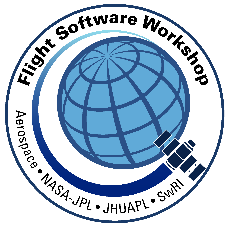 Flight Software Workshop
Aerospace • NASA-JPL • JHUAPL • SwRI